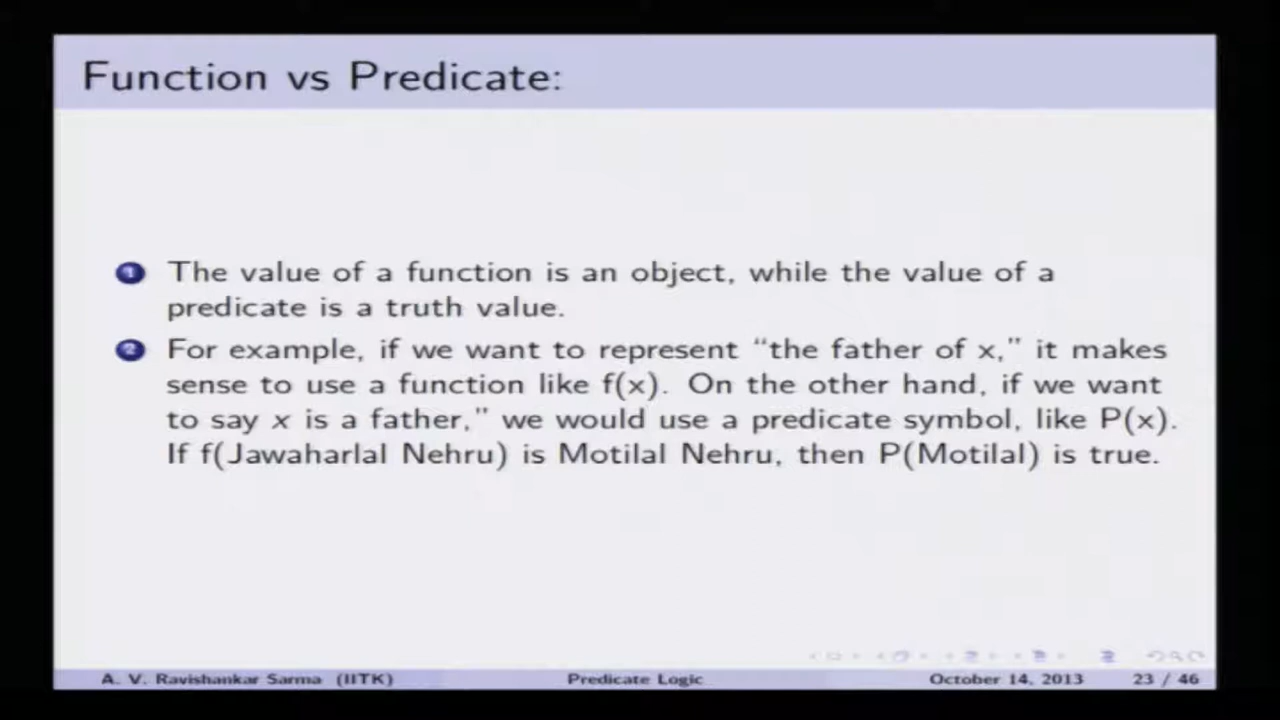 Function vs Predicate:
1 The value of a function is an object, while the value of a
predicate is a truth value.
2 For example, if we want to represent “the father of x,” it makes
sense to use a function like f(x). On the other hand, if we want
to say x is a father,” we would use a predicate symbol, like P(x).
If f(Jawaharlal Nehru) is Motilal Nehru, then P(Motilal) is true.
A. V. Ravishankar Sarma (IITK) Predicate Logic October 14, 2013 23 / 46